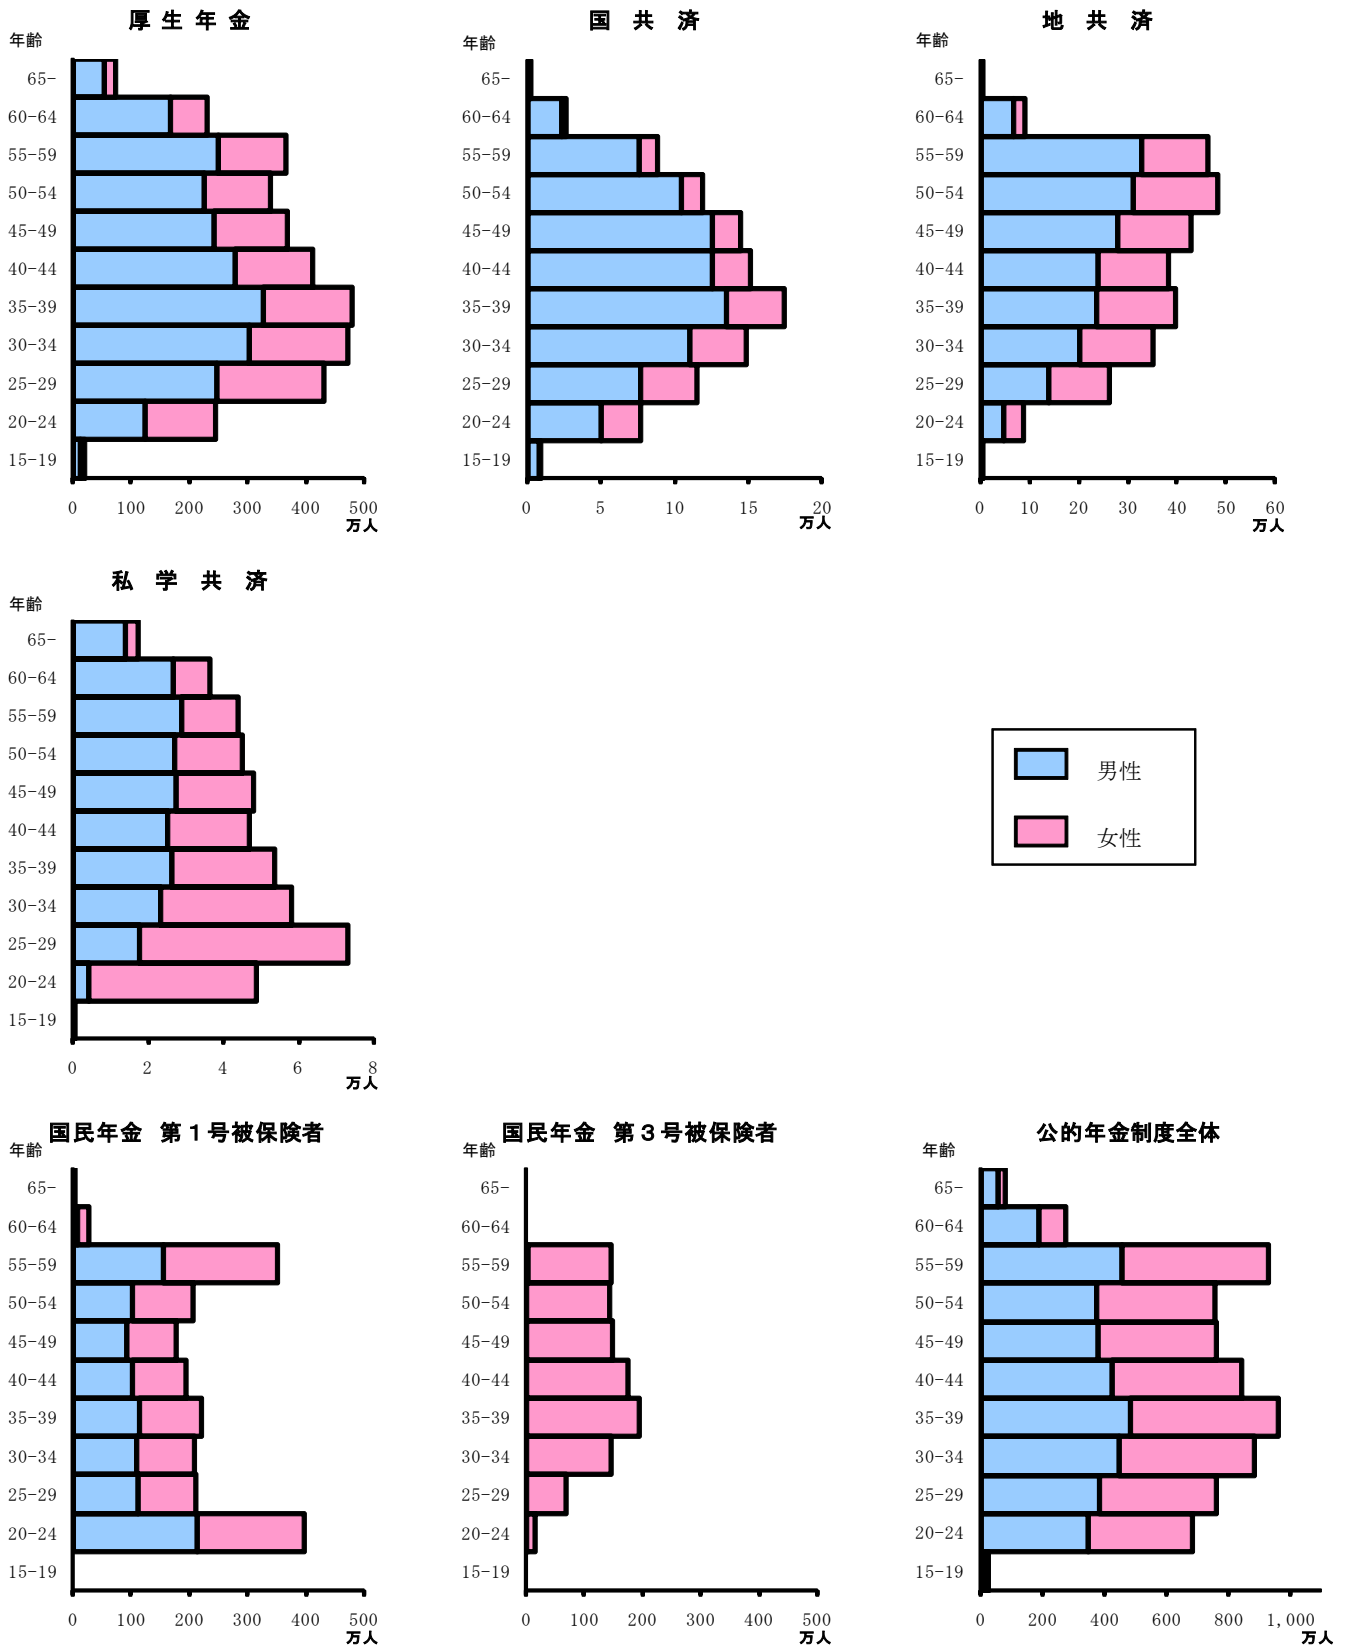 厚 生 年 金
年齢
65-
60-64
55-59
50-54
45-49
40-44
35-39
30-34
25-29
20-24
15-19
0 100 200 300 400 500
万人
国 共 済
年齢
65-
60-64
55-59
50-54
45-49
40-44
35-39
30-34
25-29
20-24
15-19
0 5 10 15 20
万人
地 共 済
年齢
65-
60-64
55-59
50-54
45-49
40-44
35-39
30-34
25-29
20-24
15-19
0 10 20 30 40 50 60
万人
私 学 共 済
年齢
65-
60-64
55-59
50-54
45-49
40-44
35-39
30-34
25-29
20-24
15-19
0 2 4 6 8
万人
男性
女性
国民年金 第１号被保険者
年齢
65-
60-64
55-59
50-54
45-49
40-44
35-39
30-34
25-29
20-24
15-19
0 100 200 300 400 500
万人
国民年金 第３号被保険者
年齢
65-
60-64
55-59
50-54
45-49
40-44
35-39
30-34
25-29
20-24
15-19
0 100 200 300 400 500
万人
公的年金制度全体
年齢
65-
60-64
55-59
50-54
45-49
40-44
35-39
30-34
25-29
20-24
15-19
0 200 400 600 800 1,000
万人